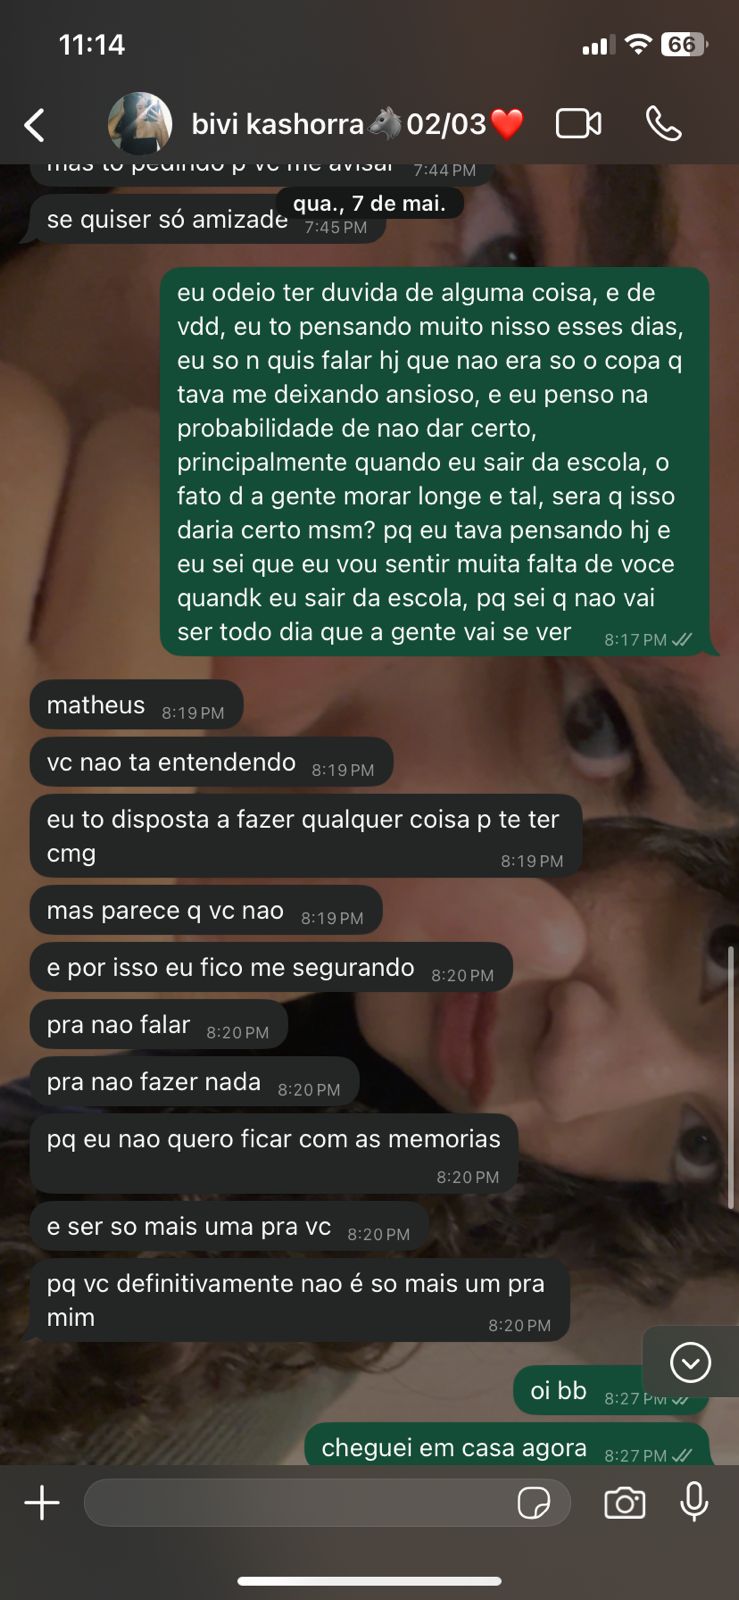 11:14
66
bivi kashorra🐴02/03❤️
mas to pedindo p vc me avisar 7:44 PM
qua., 7 de mai.
se quiser só amizade 7:45 PM
eu odeio ter duvida de alguma coisa, e de
vdd, eu to pensando muito nisso esses dias,
eu so n quis falar hj que nao era so o copa q
tava me deixando ansioso, e eu penso na
probabilidade de nao dar certo,
principalmente quando eu sair da escola, o
fato d a gente morar longe e tal, sera q isso
daria certo msm? pq eu tava pensando hj e
eu sei que eu vou sentir muita falta de voce
quandk eu sair da escola, pq sei q nao vai
ser todo dia que a gente vai se ver 8:17 PM
matheus 8:19 PM
vc nao ta entendendo 8:19 PM
eu to disposta a fazer qualquer coisa p te ter
cmg 8:19 PM
mas parece q vc nao 8:19 PM
e por isso eu fico me segurando 8:20 PM
pra nao falar 8:20 PM
pra nao fazer nada 8:20 PM
pq eu nao quero ficar com as memorias
8:20 PM
e ser so mais uma pra vc 8:20 PM
pq vc definitivamente nao é so mais um pra
mim 8:20 PM
oi bb 8:27 PM
cheguei em casa agora 8:27 PM